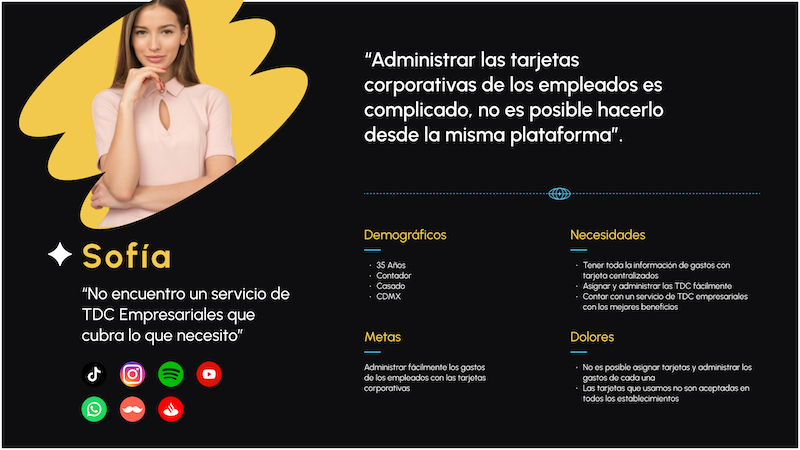 “Administrar las tarjetas
corporativas de los empleados es
complicado, no es posible hacerlo
desde la misma plataforma”.
Sofía
“No encuentro un servicio de
TDC Empresariales que
cubra lo que necesito”
Demográficos
· 35 Años
· Contador
· Casado
· CDMX
Necesidades
· Tener toda la información de gastos con
tarjeta centralizados
· Asignar y administrar las TDC fácilmente
· Contar con un servicio de TDC empresariales
con los mejores beneficios
Metas
Administrar fácilmente los gastos
de los empleados con las tarjetas
corporativas
Dolores
· No es posible asignar tarjetas y administrar los
gastos de cada una
· Las tarjetas que usamos no son aceptadas en
todos los establecimientos